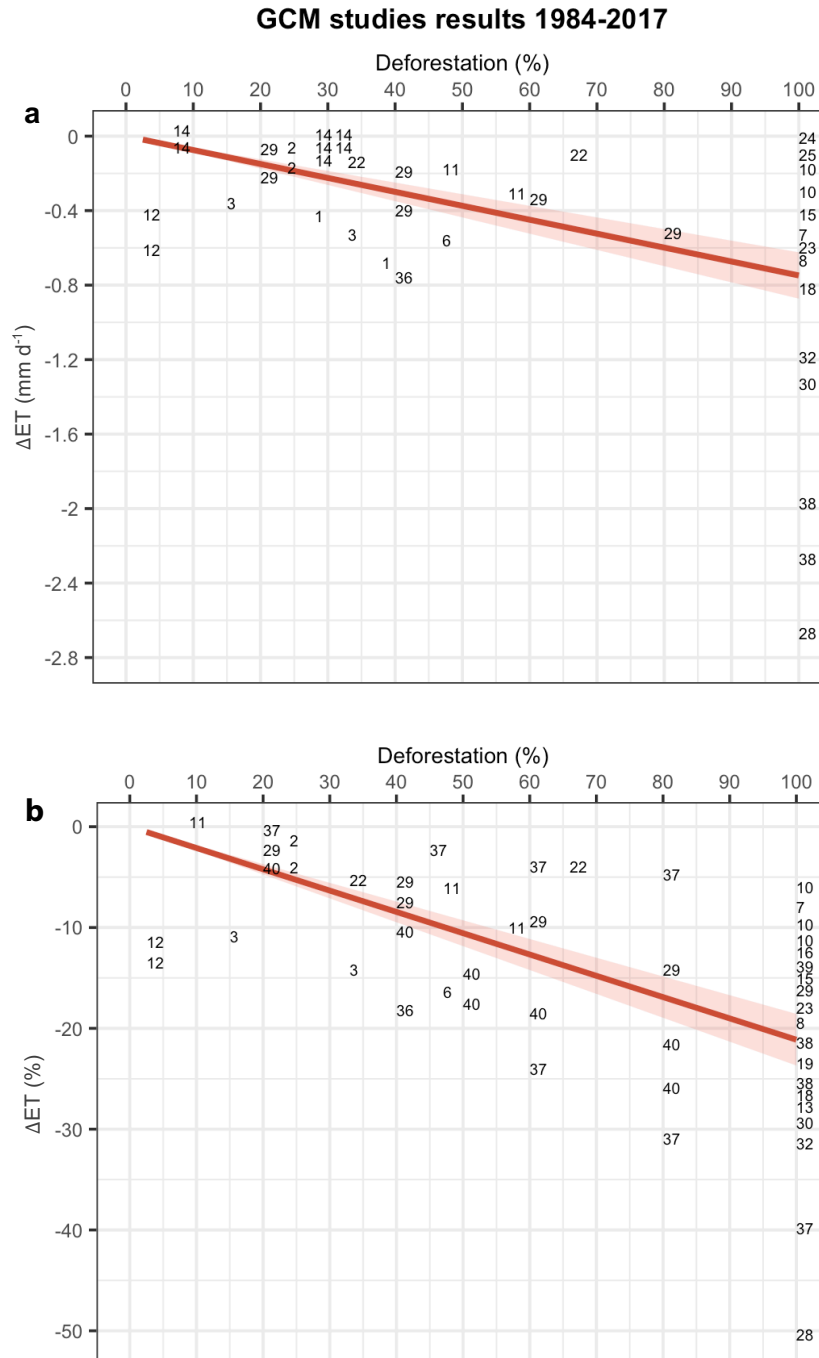 GCM studies results 1984-2017
Deforestation (%)
0 10 20 30 40 50 60 70 80 90 100
a
0
-0.4
-0.8
-1.2
-1.6
-2
-2.4
-2.8
ΔET (mm d-1)
14 14 14 24
14 29 2 14 14 22 25
2 14 22 29 11 10
29 11 29 10
3 29 15
12 1 7
3 6 29 23
12 1 8
36 18
32
30
38
38
28
Deforestation (%)
0 10 20 30 40 50 60 70 80 90 100
b
0
-10
-20
-30
-40
-50
ΔET (%)
11
37 2
29 37
40 2 37 22 37
22 29 11 10
29 7
40 11 29 10
12 3 10
12 3 40 29 16
39
15
6 29
36 40 40 23
8
40 38
37 19
40 38
18
13
30
37 32
37
28